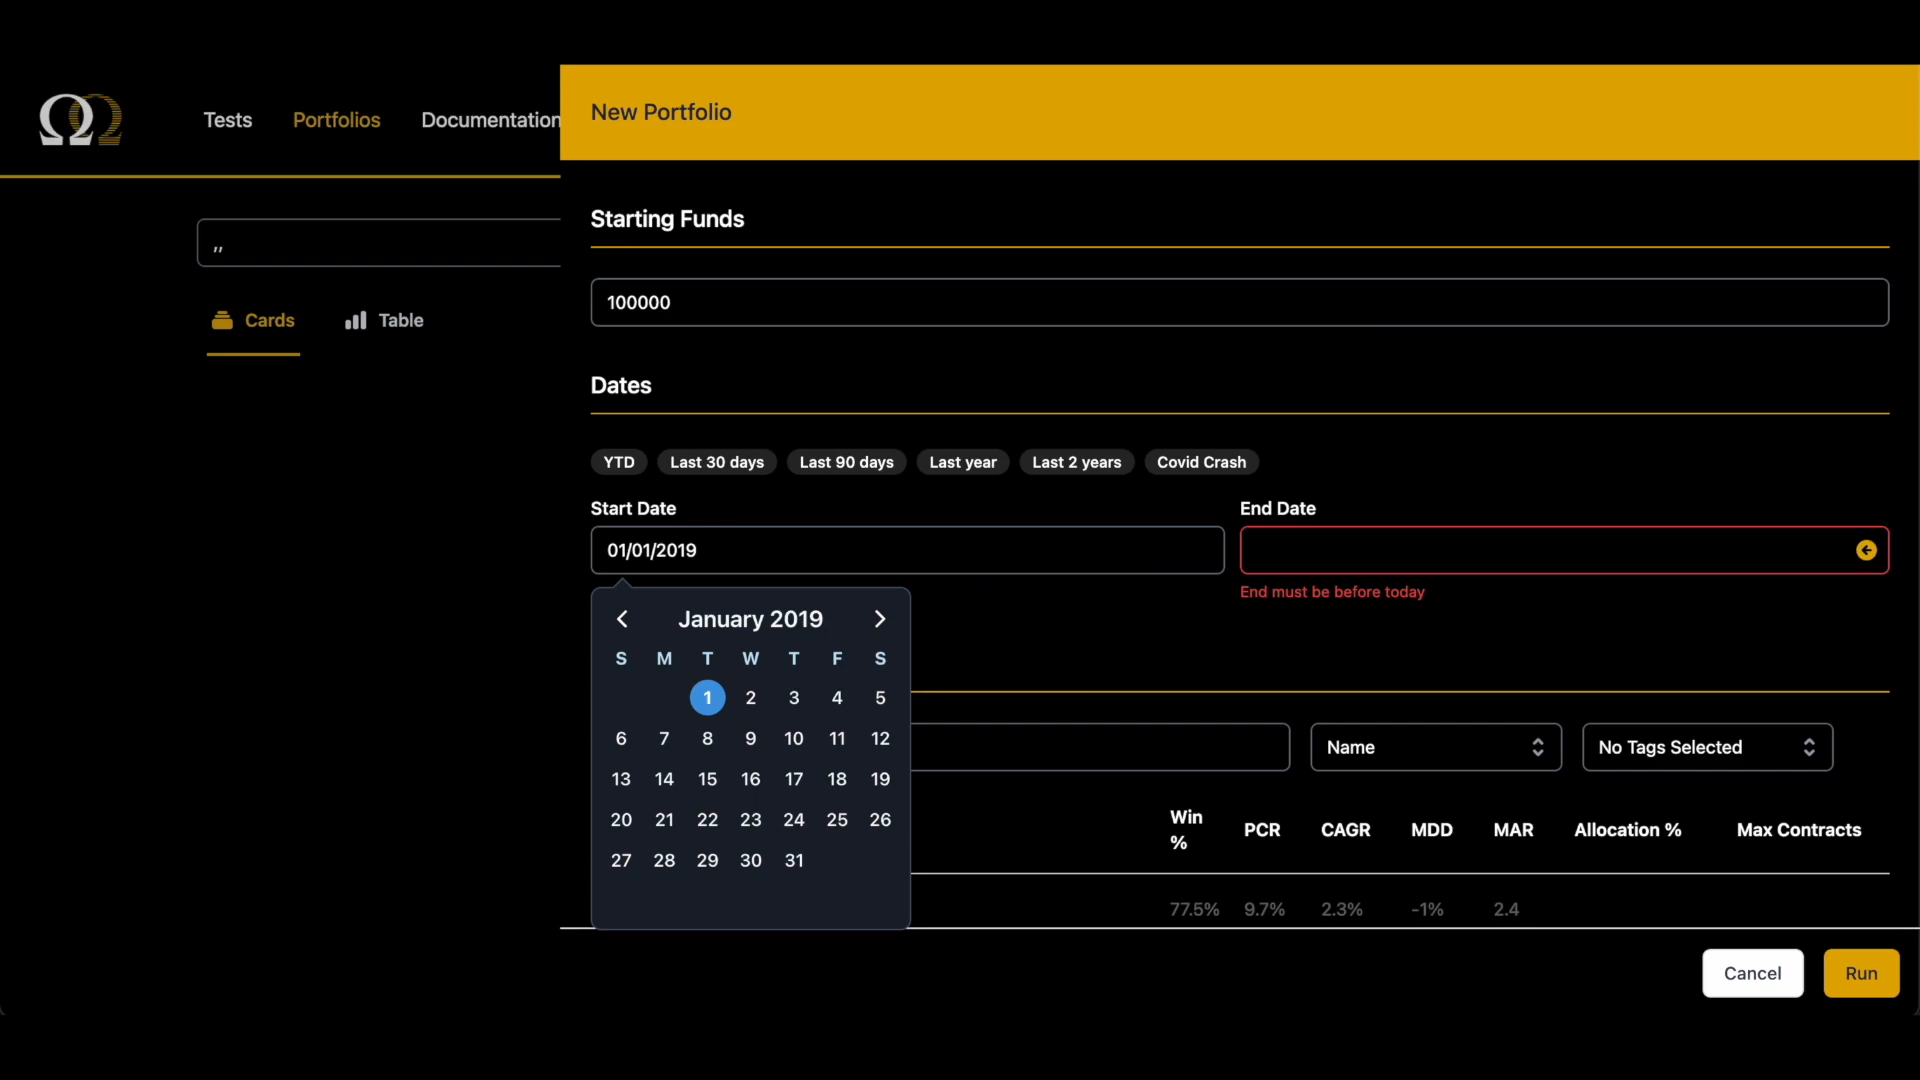 ΩΩ
Tests Portfolios Documentation
New Portfolio
,,
Cards Table
Starting Funds
100000
Dates
YTD Last 30 days Last 90 days Last year Last 2 years Covid Crash
Start Date End Date
01/01/2019
End must be before today
January 2019
S M T W T F S
1 2 3 4 5
6 7 8 9 10 11 12
13 14 15 16 17 18 19
20 21 22 23 24 25 26
27 28 29 30 31
Name No Tags Selected
Win % PCR CAGR MDD MAR Allocation % Max Contracts
77.5% 9.7% 2.3% -1% 2.4
Cancel Run